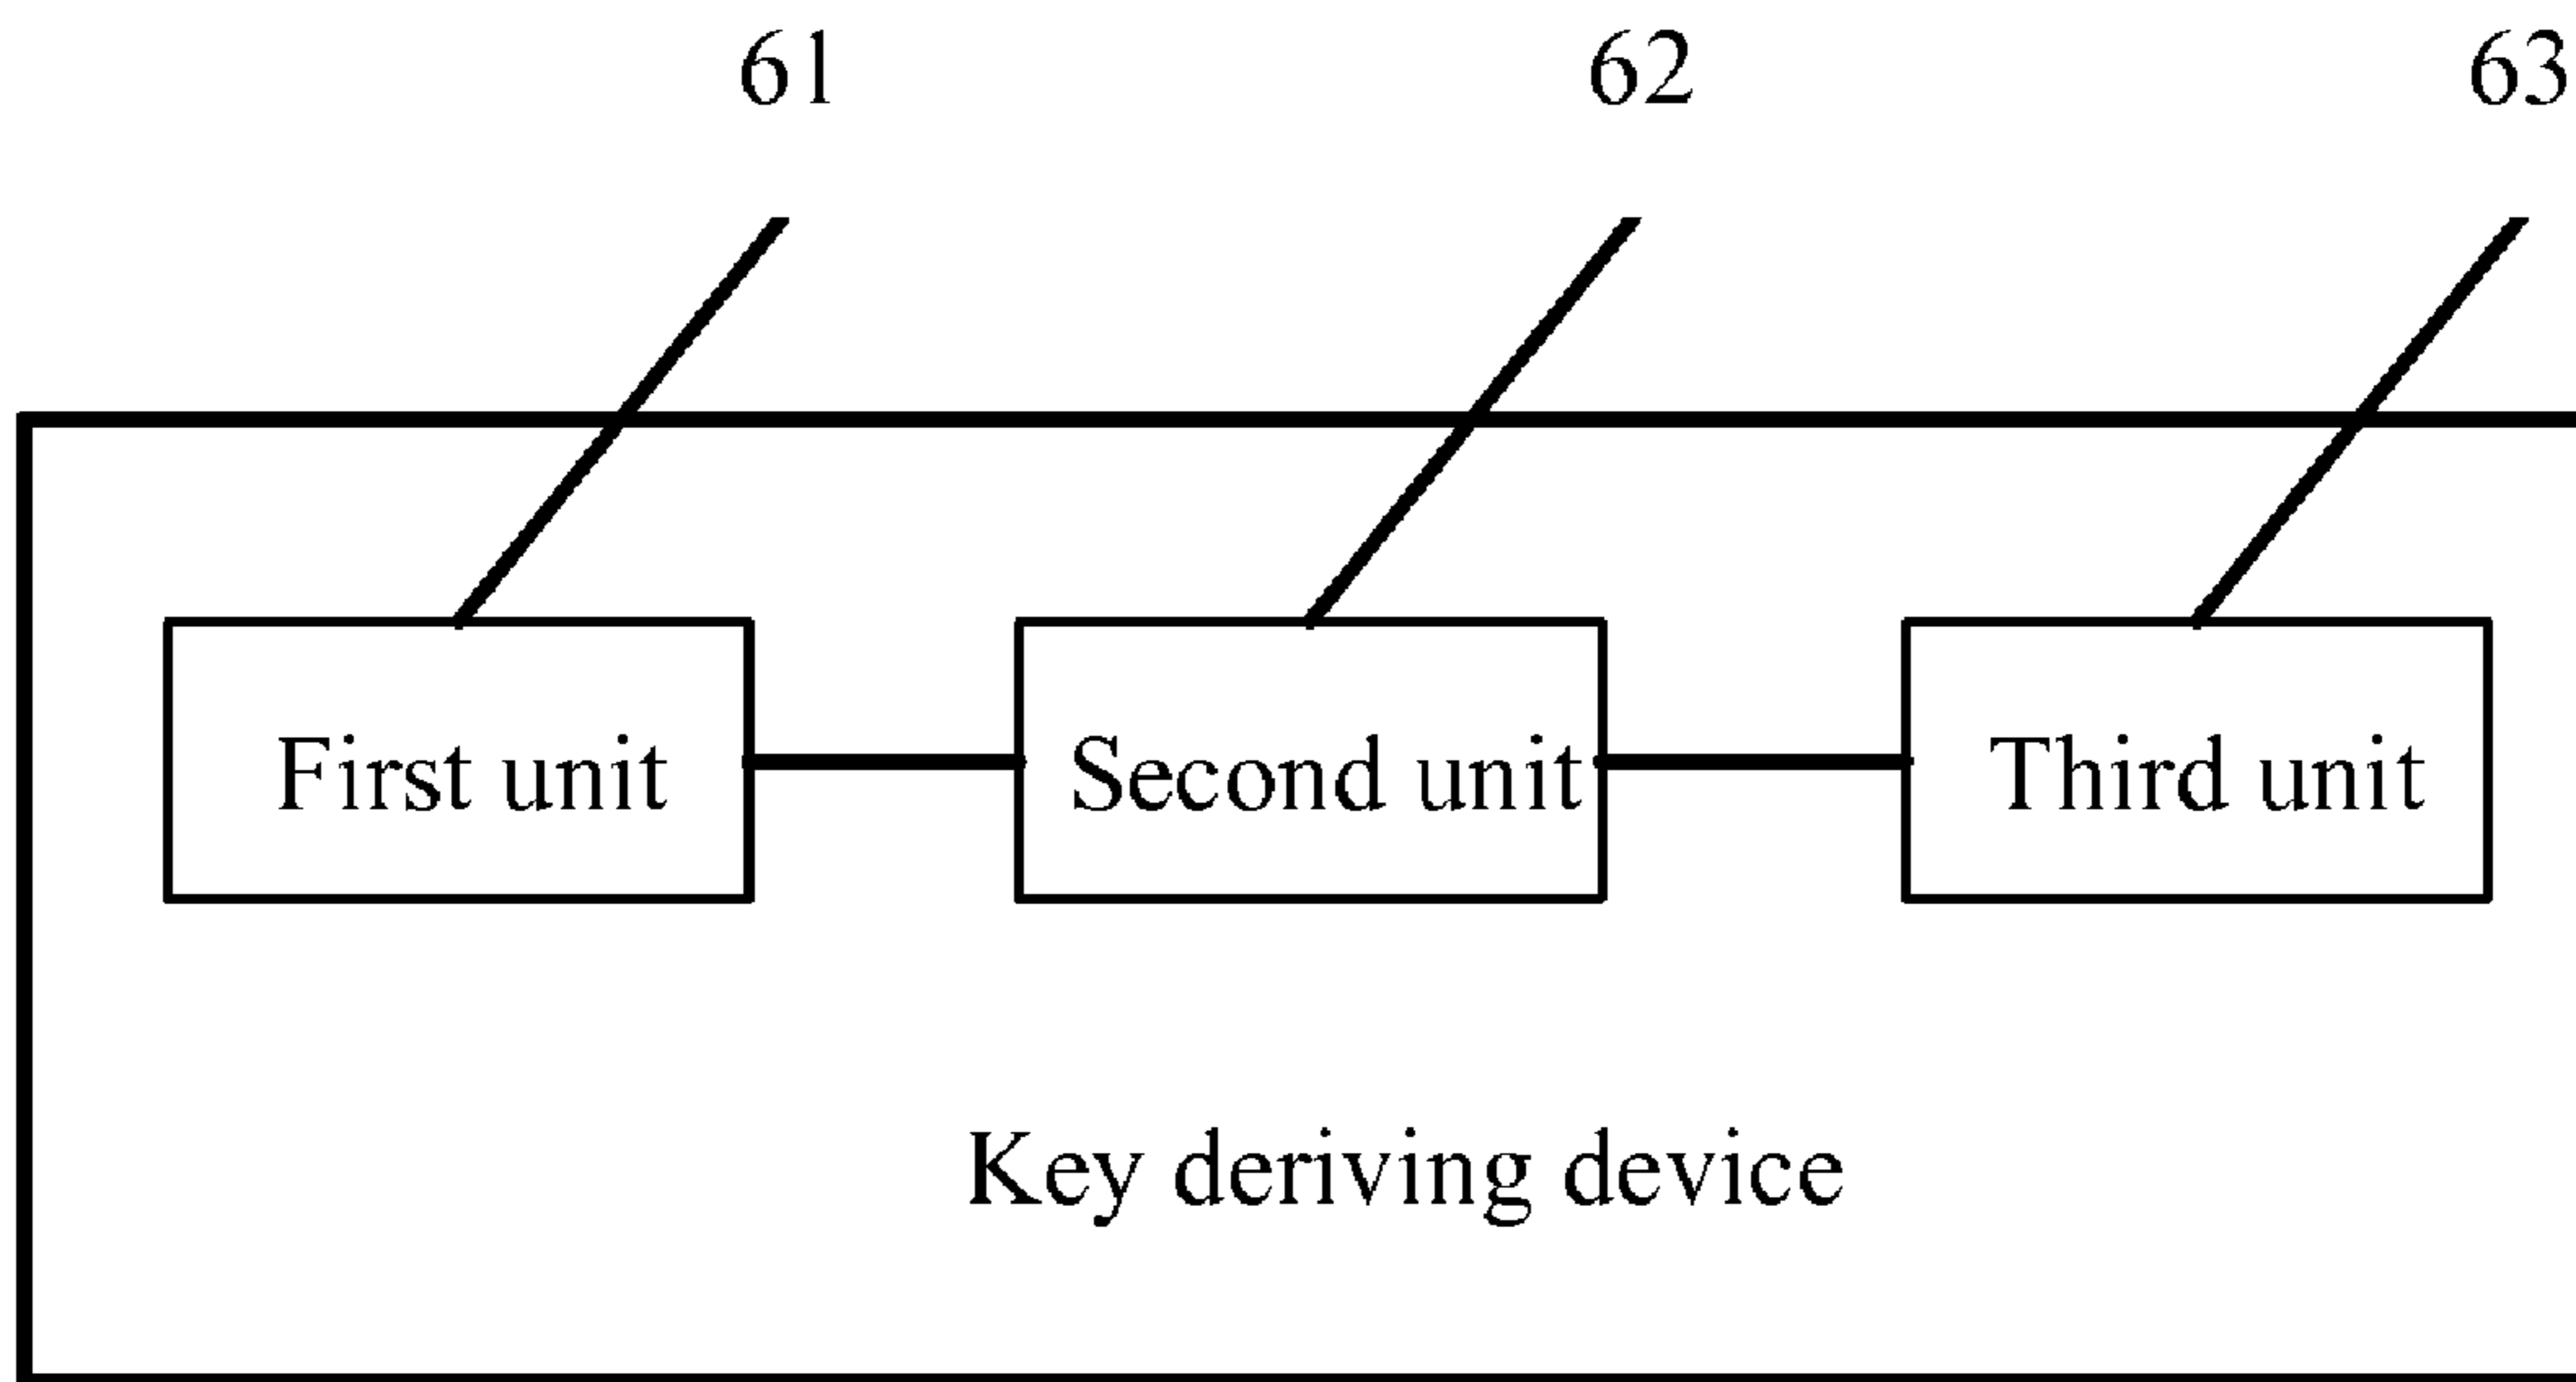 61 62 63
First unit Second unit Third unit
Key deriving device